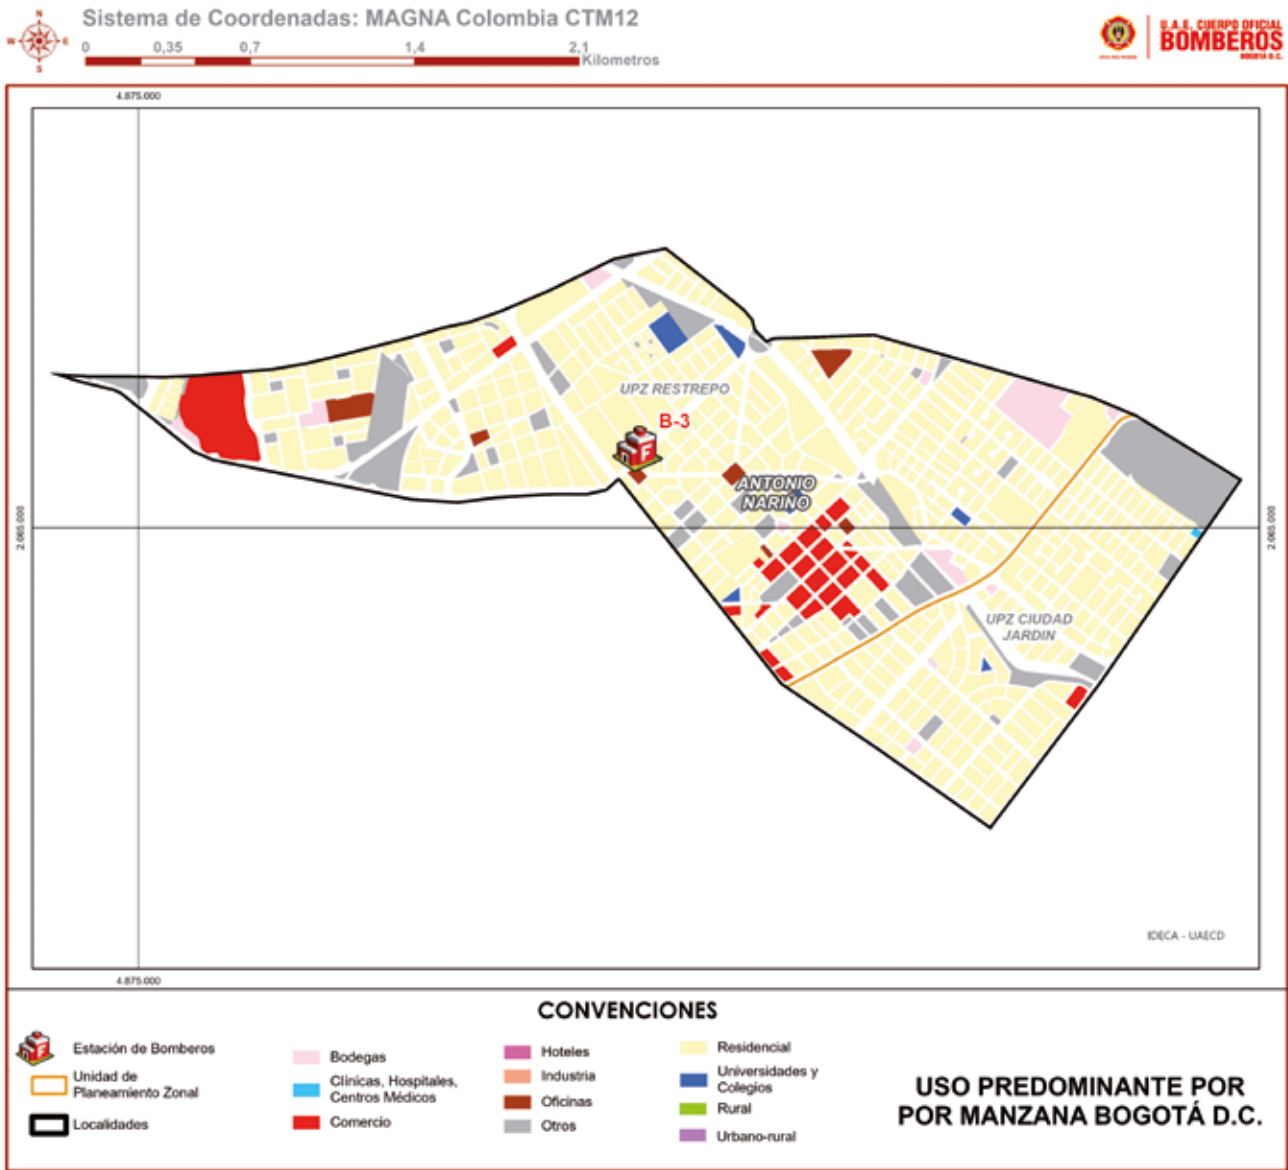 Sistema de Coordenadas: MAGNA Colombia CTM12
0 0,35 0,7 1,4 2,1
Kilometros
N
W E
S
U.A.E. CUERPO OFICIAL
BOMBEROS
BOGOTÁ D.C.
4.875.000
UPZ RESTREPO
B-3
ANTONIO
NARIÑO
2.065.000
2.065.000
UPZ CIUDAD
JARDIN
IDECA - UAECD
4.875.000
CONVENCIONES
Estación de Bomberos
Unidad de
Planeamiento Zonal
Localidades
Bodegas
Clínicas, Hospitales,
Centros Médicos
Comercio
Hoteles
Industria
Oficinas
Otros
Residencial
Universidades y
Colegios
Rural
Urbano-rural
USO PREDOMINANTE POR
POR MANZANA BOGOTÁ D.C.